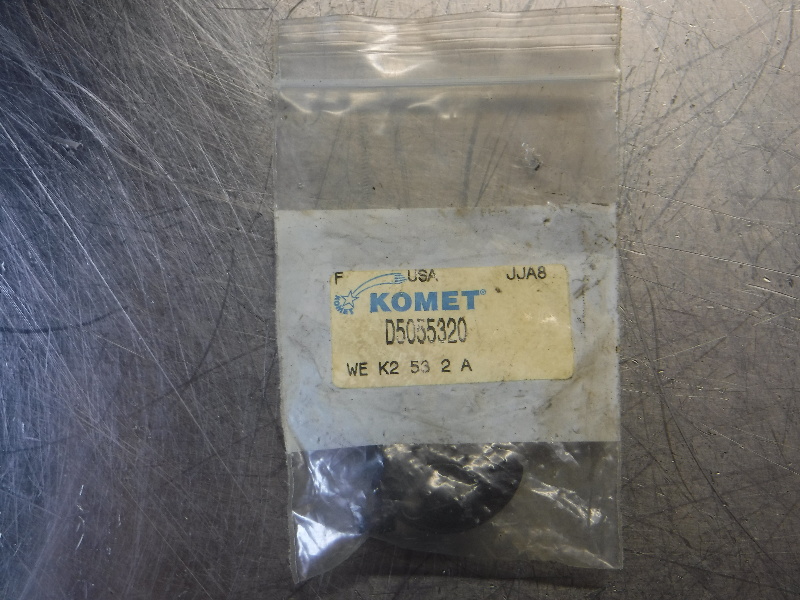 F USA JJA8
KOMET®
D5055320
WE K2 53 2 A